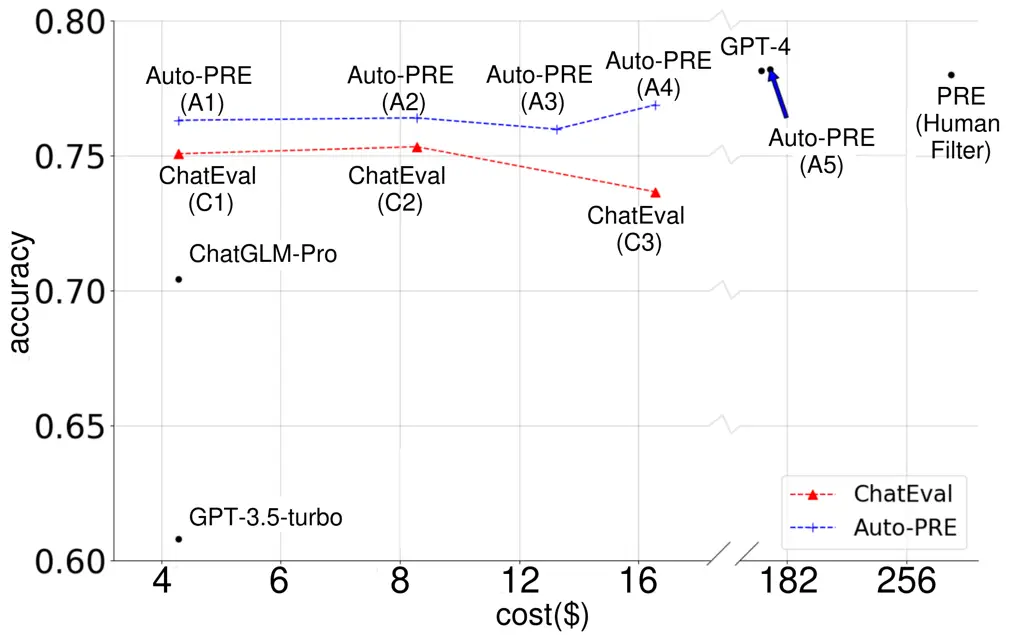 0.80
0.75
0.70
0.65
0.60
accuracy
GPT-4
Auto-PRE
(A1)
Auto-PRE
(A2)
Auto-PRE
(A3)
Auto-PRE
(A4)
PRE
(Human
Filter)
Auto-PRE
(A5)
ChatEval
(C1)
ChatEval
(C2)
ChatEval
(C3)
ChatGLM-Pro
GPT-3.5-turbo
ChatEval
Auto-PRE
4 6 8 12 16 182 256
cost($)